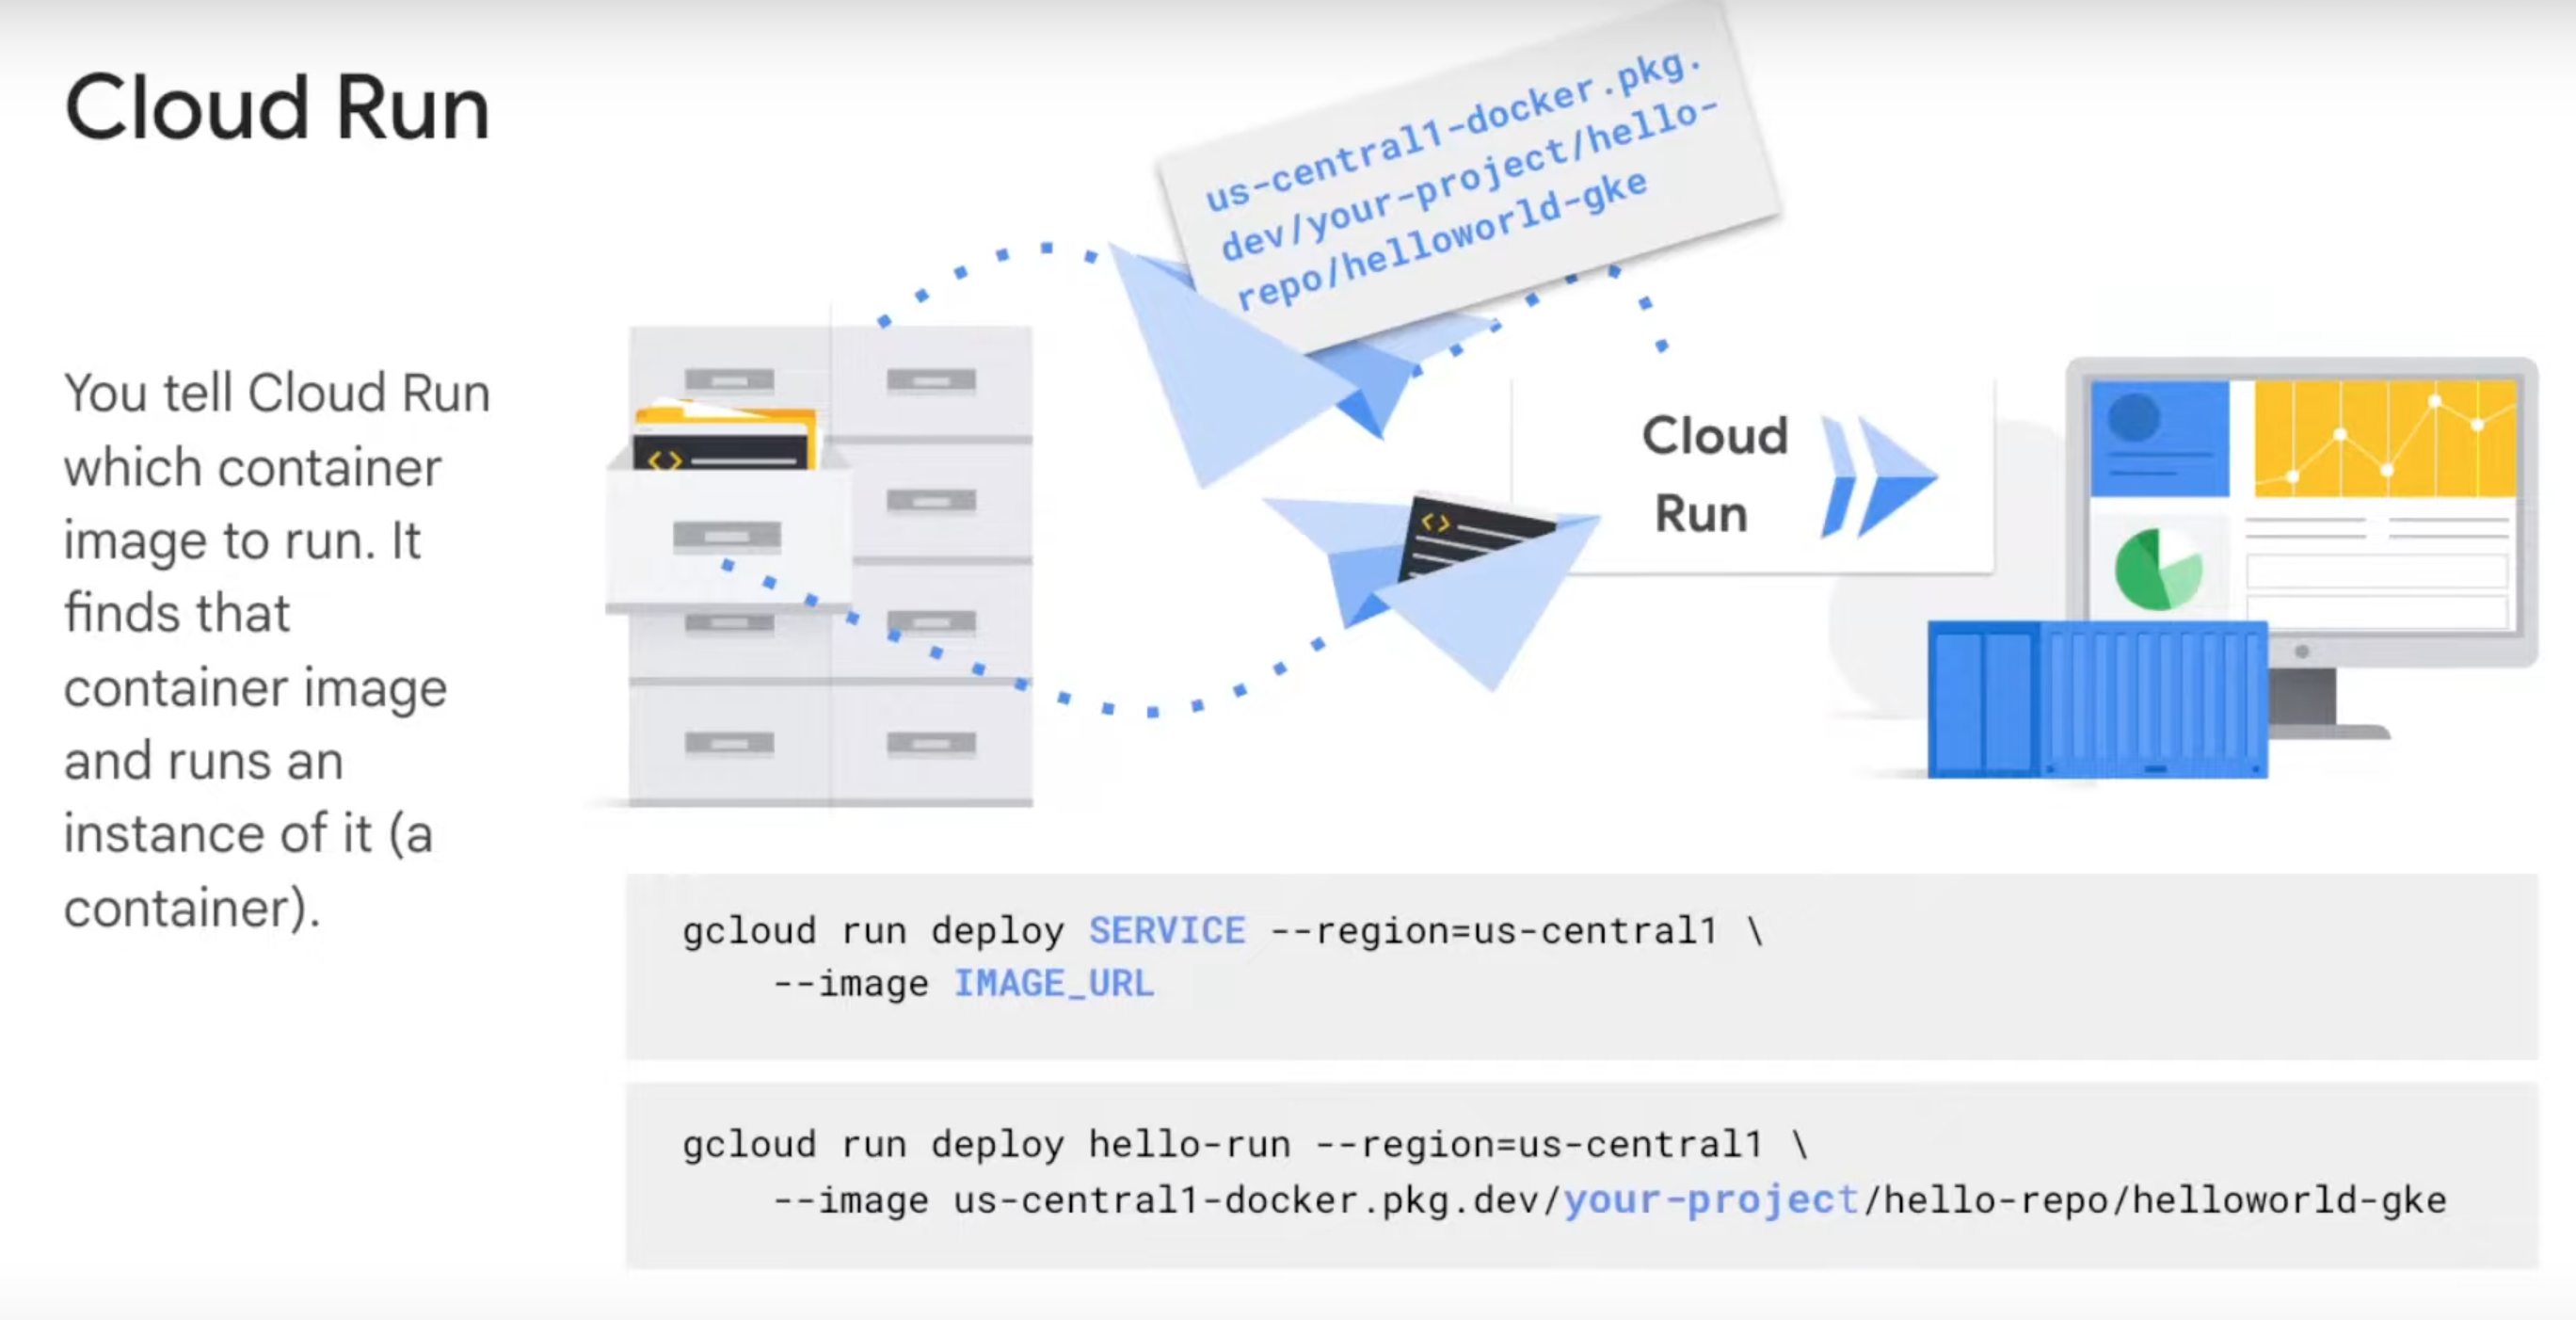 Cloud Run
You tell Cloud Run
which container
image to run. It
finds that
container image
and runs an
instance of it (a
container).
us-central1-docker.pkg.
dev/your-project/hello-
repo/helloworld-gke
<>
<>
Cloud
Run
gcloud run deploy SERVICE --region=us-central1 \
--image IMAGE_URL
gcloud run deploy hello-run --region=us-central1 \
--image us-central1-docker.pkg.dev/your-project/hello-repo/helloworld-gke